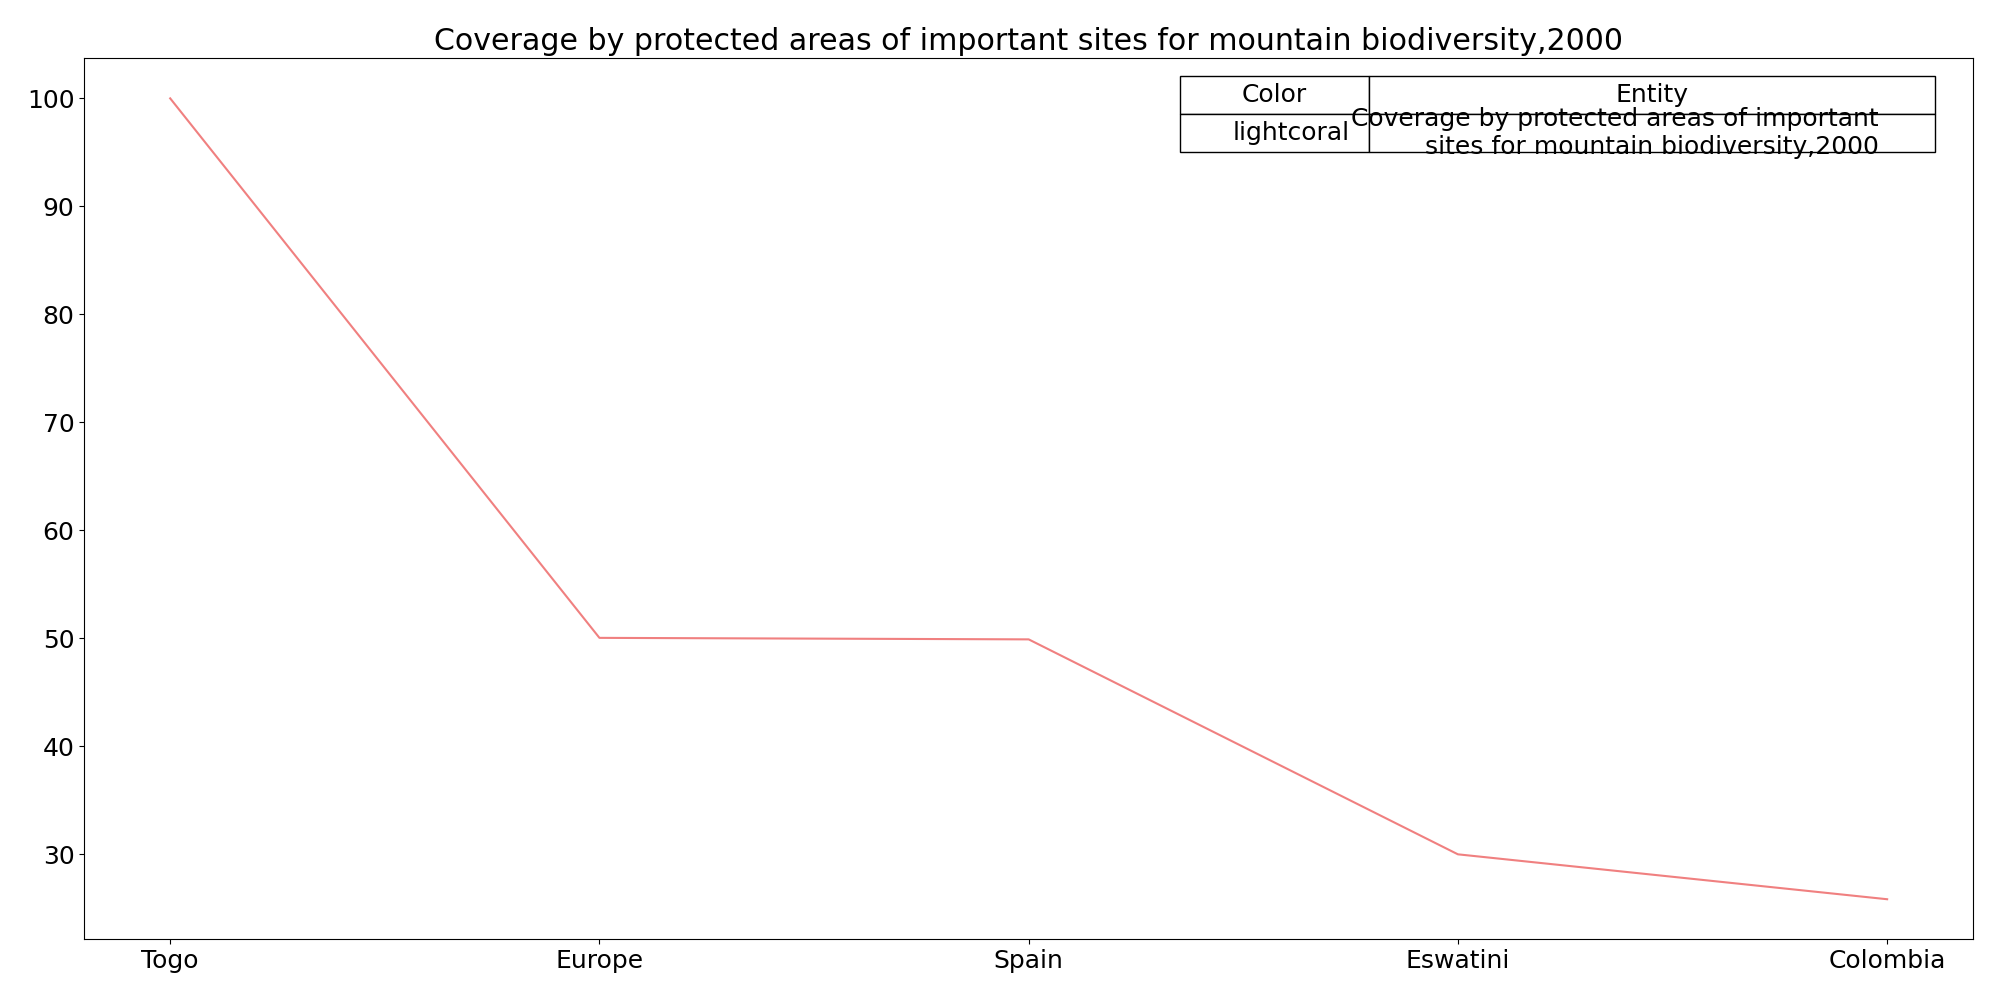 Coverage by protected areas of important sites for mountain biodiversity,2000
Color Entity
lightcoral Coverage by protected areas of important
sites for mountain biodiversity,2000
100
90
80
70
60
50
40
30
Togo Europe Spain Eswatini Colombia